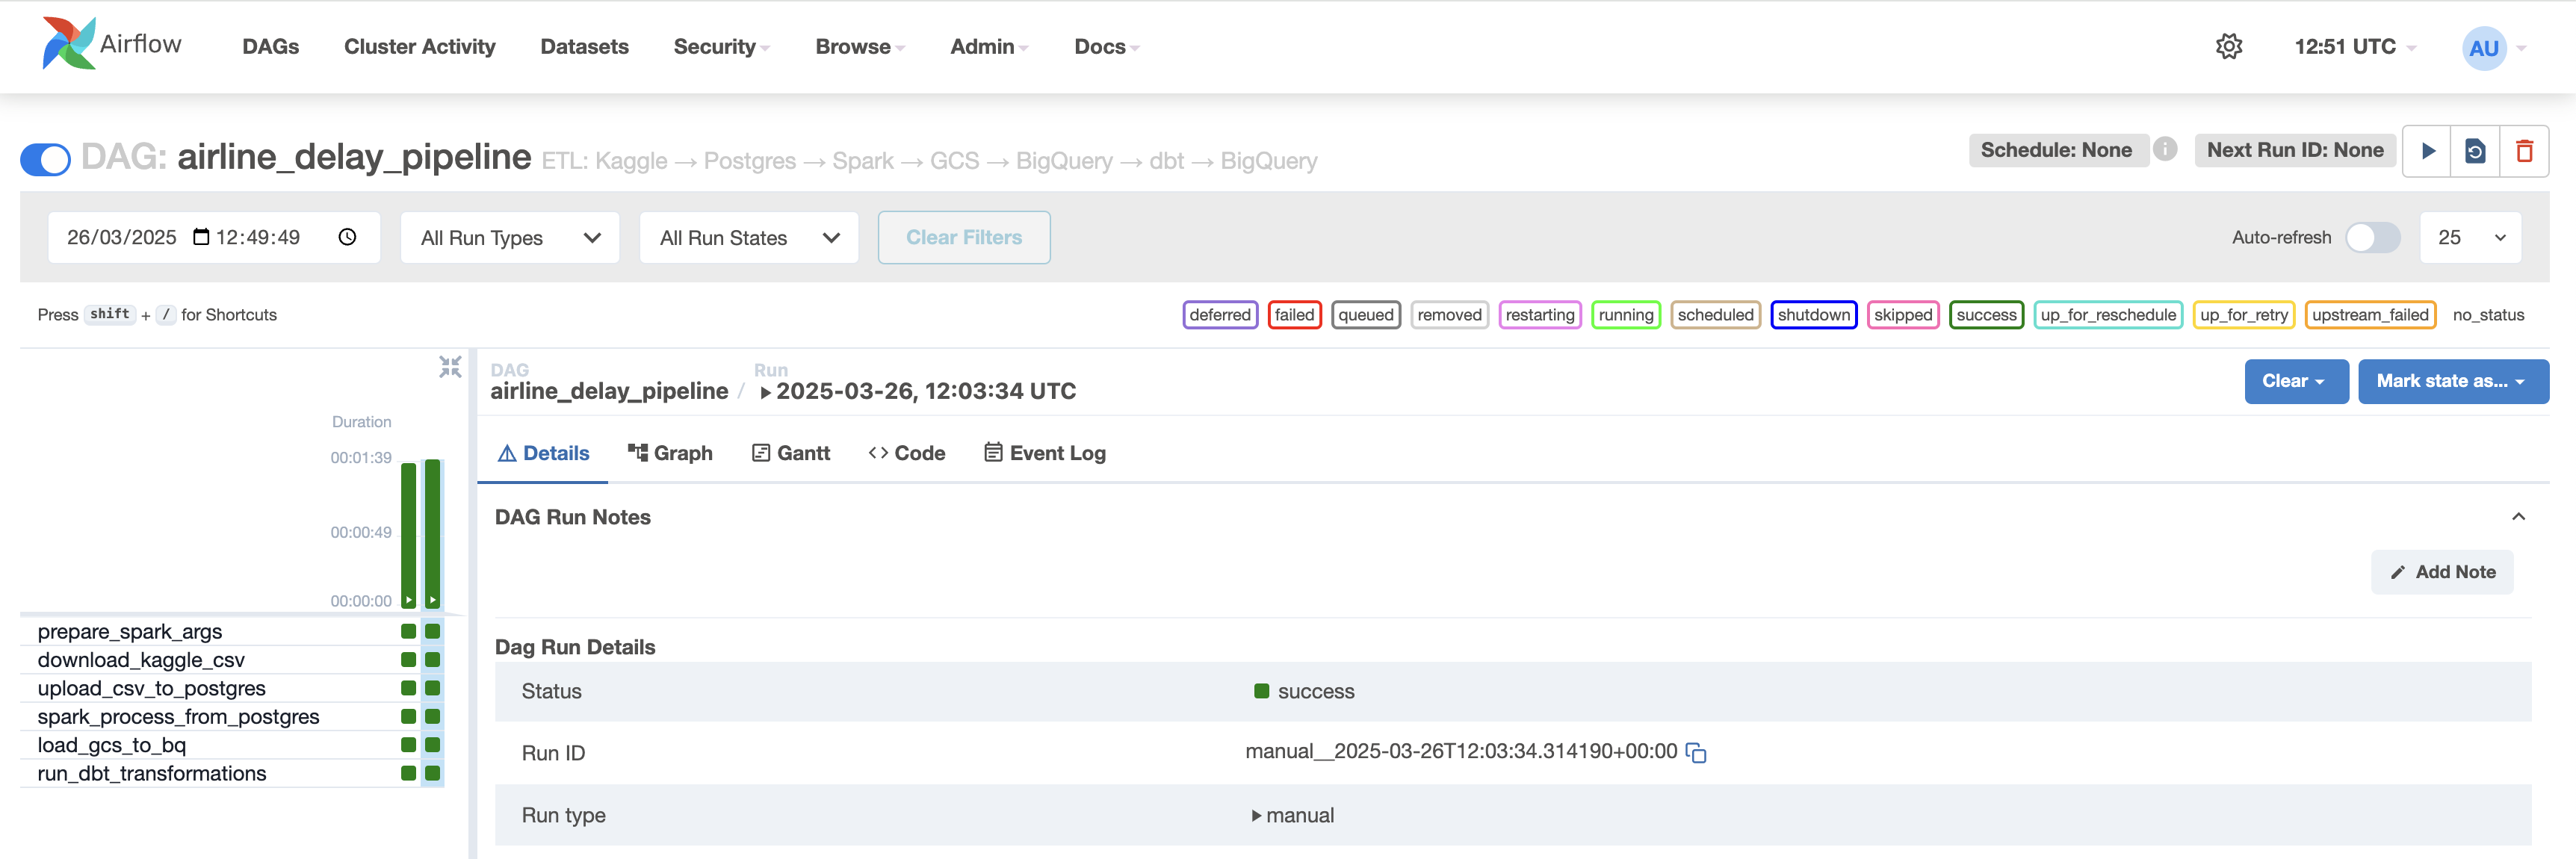 Airflow DAGs Cluster Activity Datasets Security Browse Admin Docs 12:51 UTC AU
DAG: airline_delay_pipeline ETL: Kaggle → Postgres → Spark → GCS → BigQuery → dbt → BigQuery Schedule: None i Next Run ID: None
26/03/2025 12:49:49 All Run Types All Run States Clear Filters Auto-refresh 25
Press shift + / for Shortcuts deferred failed queued removed restarting running scheduled shutdown skipped success up_for_reschedule up_for_retry upstream_failed no_status
DAG Run
airline_delay_pipeline / 2025-03-26, 12:03:34 UTC Clear Mark state as...
Duration
00:01:39
00:00:49
00:00:00
prepare_spark_args
download_kaggle_csv
upload_csv_to_postgres
spark_process_from_postgres
load_gcs_to_bq
run_dbt_transformations
Details Graph Gantt Code Event Log
DAG Run Notes
Add Note
Dag Run Details
Status success
Run ID manual__2025-03-26T12:03:34.314190+00:00
Run type manual